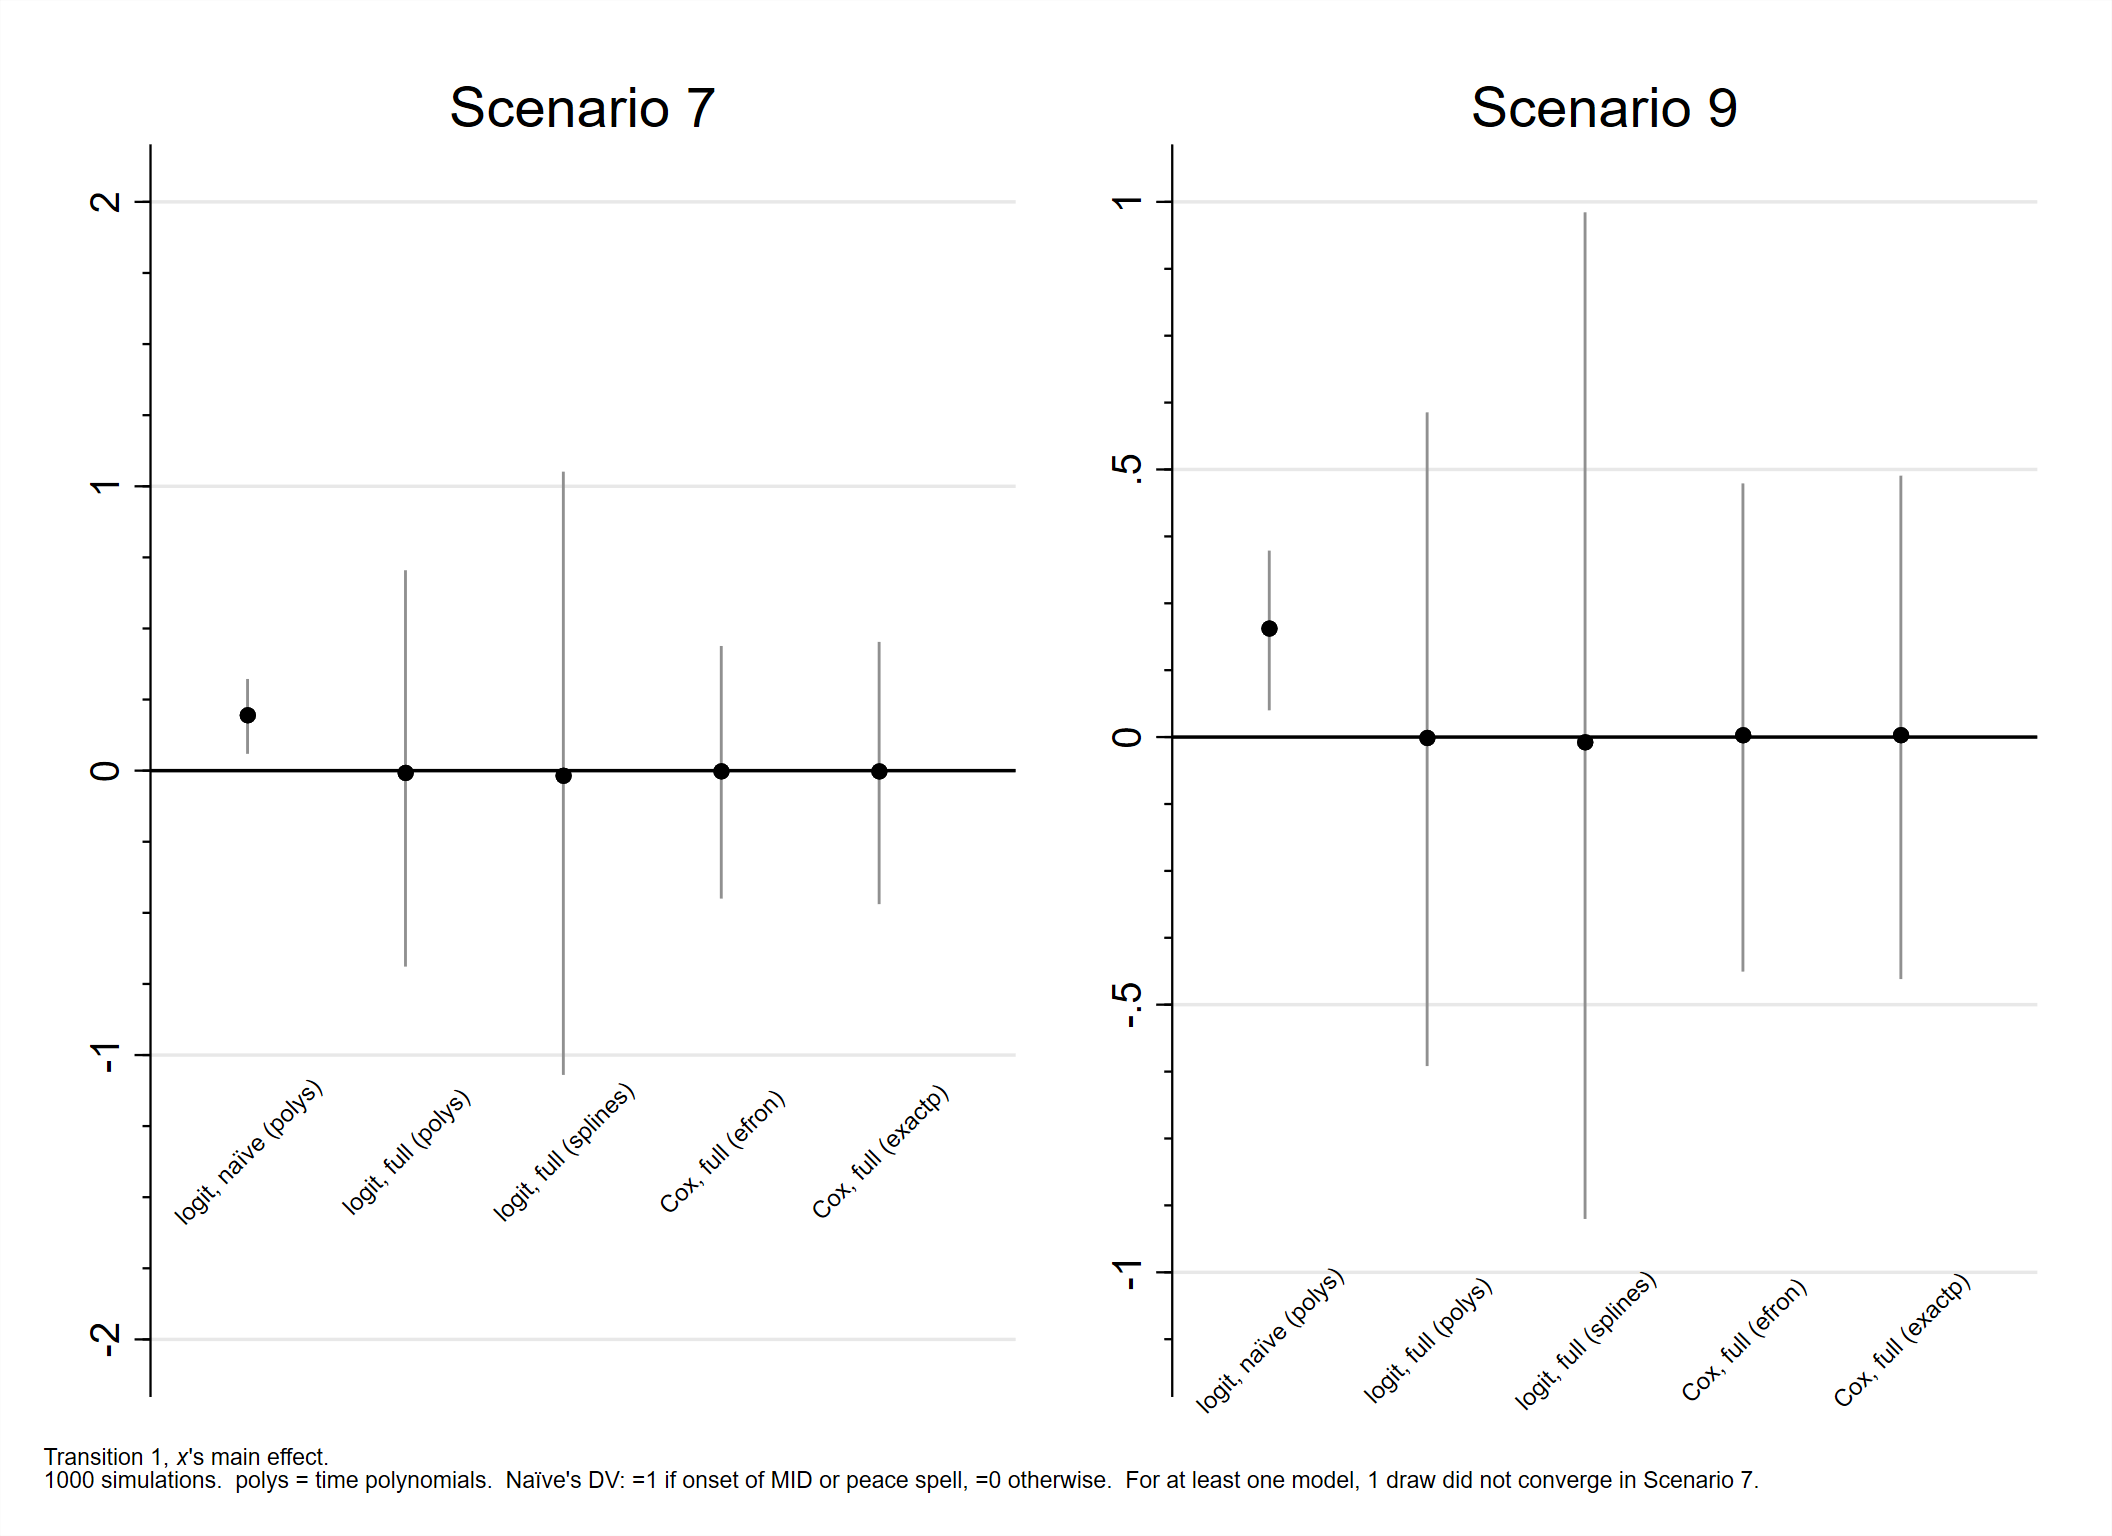 Scenario 7
2
1
0
-1
-2
logit, naïve (polys)
logit, full (polys)
logit, full (splines)
Cox, full (efron)
Cox, full (exactp)
Scenario 9
1
.5
0
-.5
-1
logit, naïve (polys)
logit, full (polys)
logit, full (splines)
Cox, full (efron)
Cox, full (exactp)
Transition 1, x's main effect.
1000 simulations.  polys = time polynomials.  Naïve's DV: =1 if onset of MID or peace spell, =0 otherwise.  For at least one model, 1 draw did not converge in Scenario 7.